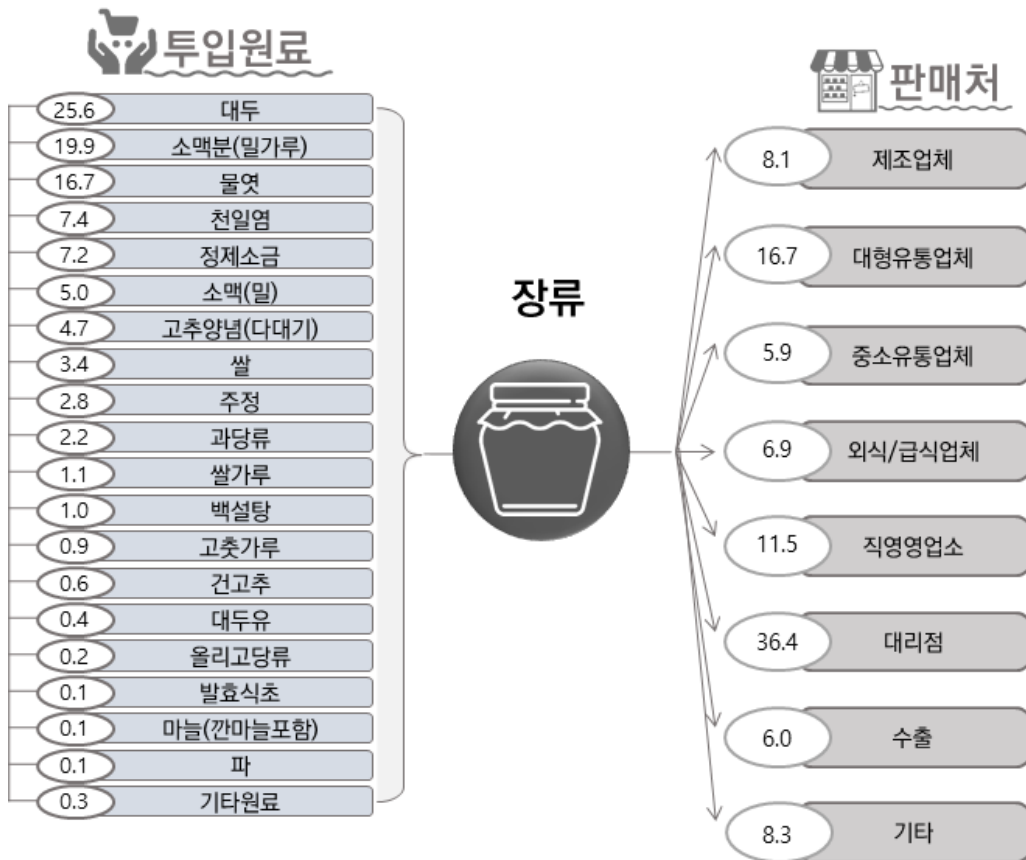 투입원료
25.6 대두
19.9 소맥분(밀가루)
16.7 물엿
7.4 천일염
7.2 정제소금
5.0 소맥(밀)
4.7 고추양념(다대기)
3.4 쌀
2.8 주정
2.2 과당류
1.1 쌀가루
1.0 백설탕
0.9 고춧가루
0.6 건고추
0.4 대두유
0.2 올리고당류
0.1 발효식초
0.1 마늘(깐마늘포함)
0.1 파
0.3 기타원료
장류
판매처
8.1 제조업체
16.7 대형유통업체
5.9 중소유통업체
6.9 외식/급식업체
11.5 직영영업소
36.4 대리점
6.0 수출
8.3 기타